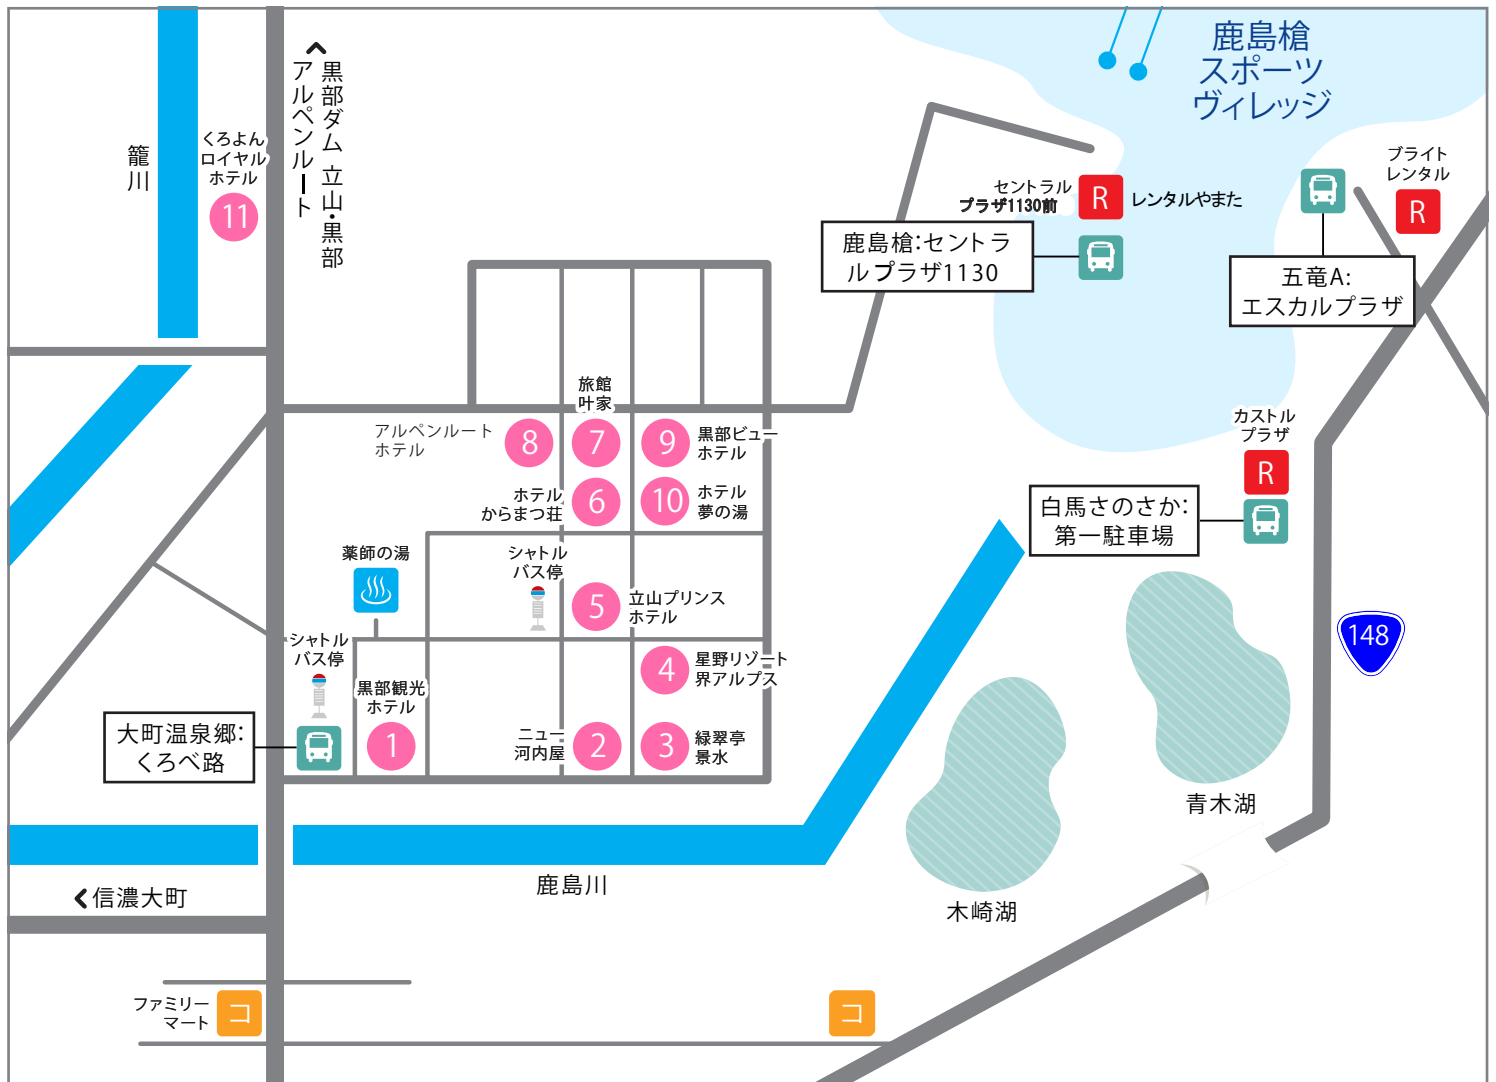 鹿島槍
スポーツ
ヴィレッジ
黒部ダム 立山・黒部
アルペンルート
籠川
くろよん
ロイヤル
ホテル
11
ブライト
レンタル
R
セントラル
プラザ1130前
R
レンタルやまた
鹿島槍:セントラ
ルプラザ1130
五竜A:
エスカルプラザ
旅館
叶家
アルペンルート
ホテル
8
7
9
黒部ビュー
ホテル
カストル
プラザ
R
ホテル
からまつ荘
6
10
ホテル
夢の湯
白馬さのさか:
第一駐車場
薬師の湯
シャトル
バス停
5
立山プリンス
ホテル
148
シャトル
バス停
4
星野リゾート
界アルプス
黒部観光
ホテル
1
大町温泉郷:
くろべ路
ニュー
河内屋
2
3
緑翠亭
景水
青木湖
鹿島川
木崎湖
信濃大町
ファミリー
マート
コ
コ